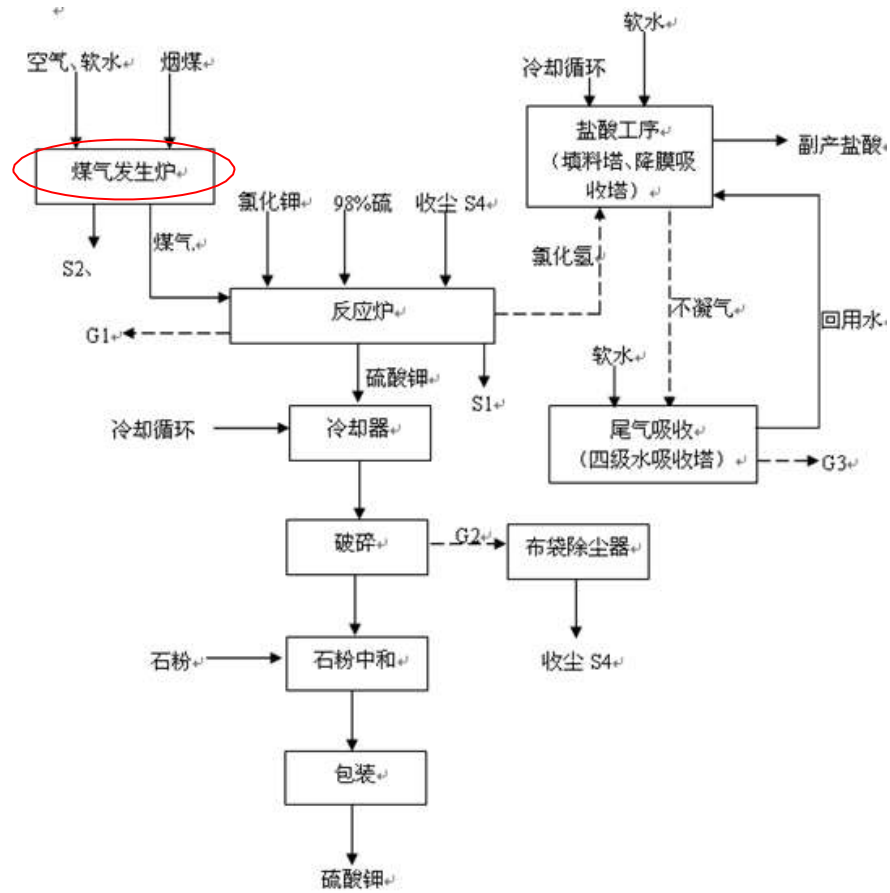 软水
空气、软水 烟煤
冷却循环
盐酸工序
(填料塔、降膜吸
收塔)
副产盐酸
煤气发生炉
氯化钾 98%硫 收尘 S4
煤气
S2、
氯化氢
反应炉
不凝气
回用水
G1
软水
硫酸钾
S1
冷却循环
冷却器
尾气吸收
(四级水吸收塔)
G3
破碎
G2
布袋除尘器
石粉
石粉中和
收尘 S4
包装
硫酸钾